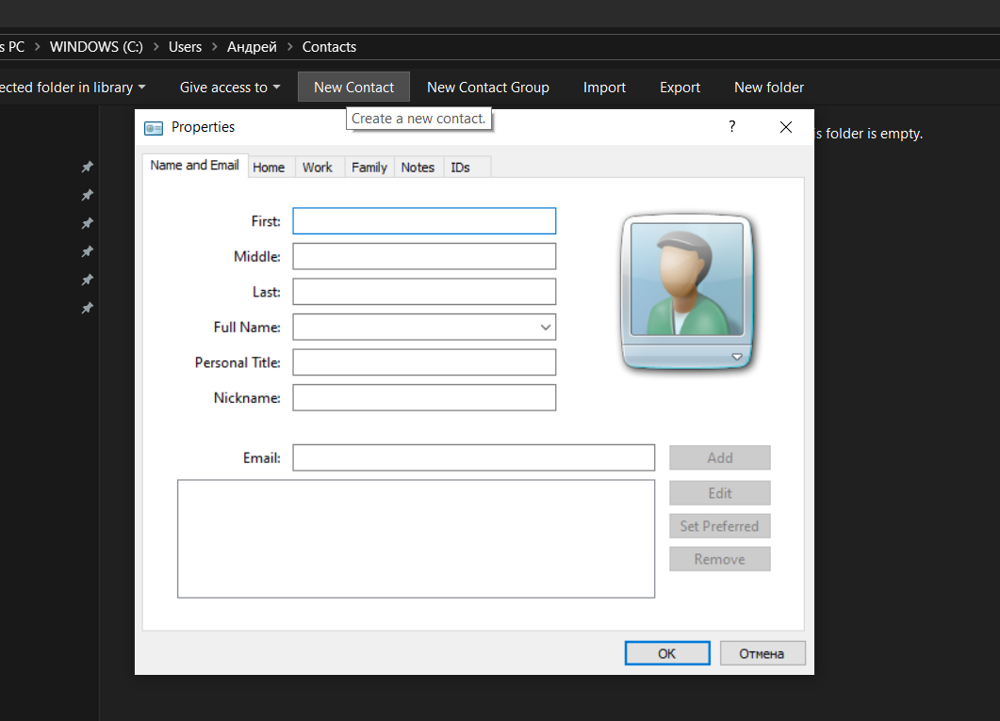 s PC > WINDOWS (C:) > Users > Андрей > Contacts
ected folder in library Give access to New Contact New Contact Group Import Export New folder
Create a new contact.
Properties ?
s folder is empty.
Name and Email Home Work Family Notes IDs
First:
Middle:
Last:
Full Name:
Personal Title:
Nickname:
Email: Add
Edit
Set Preferred
Remove
OK Отмена